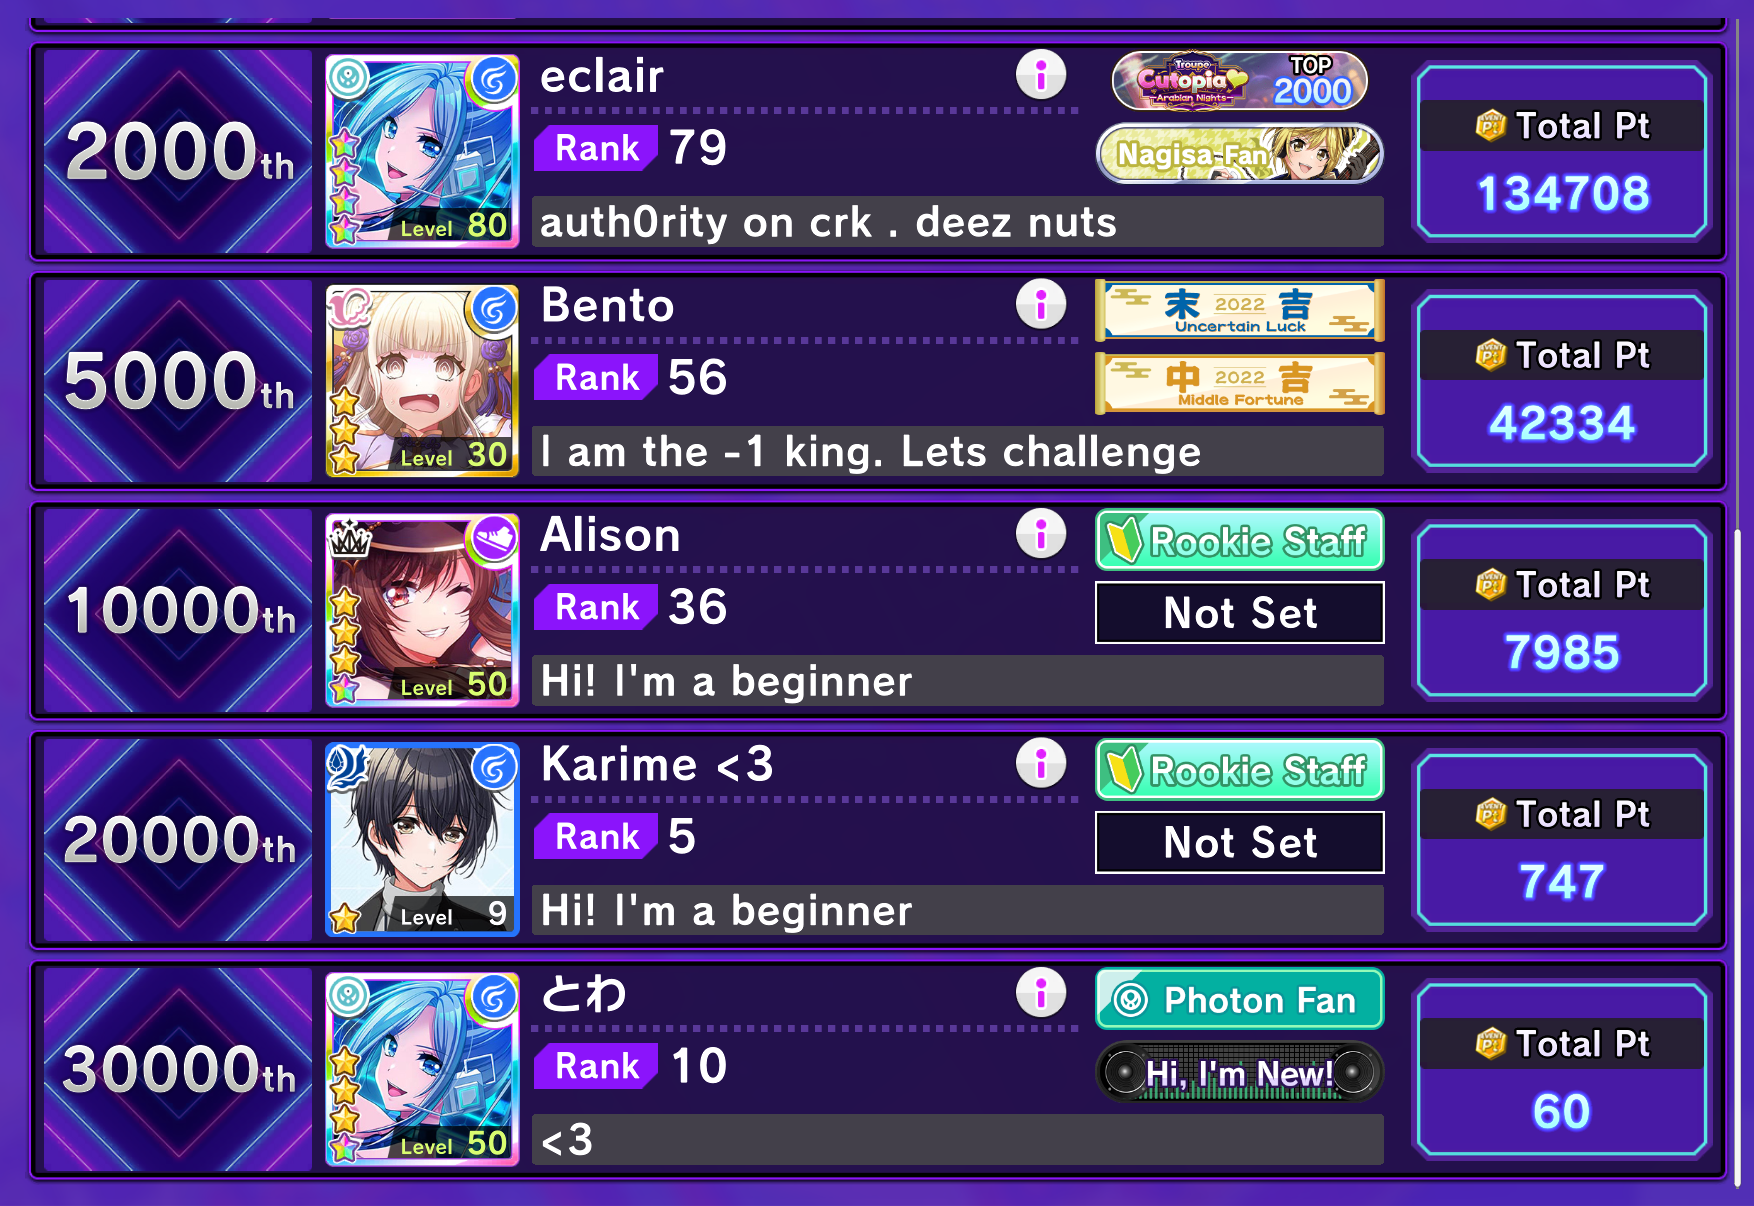 2000th
Level 80
eclair
Rank 79
auth0rity on crk . deez nuts
Troupe
Cutopia
Arabian Nights
TOP
2000
Nagisa-Fan
Total Pt
134708
5000th
Level 30
Bento
Rank 56
I am the -1 king. Lets challenge
末 2022 吉
Uncertain Luck
中 2022 吉
Middle Fortune
Total Pt
42334
10000th
Level 50
Alison
Rank 36
Hi! I'm a beginner
Rookie Staff
Not Set
Total Pt
7985
20000th
Level 9
Karime <3
Rank 5
Hi! I'm a beginner
Rookie Staff
Not Set
Total Pt
747
30000th
Level 50
とわ
Rank 10
<3
Photon Fan
Hi, I'm New!
Total Pt
60